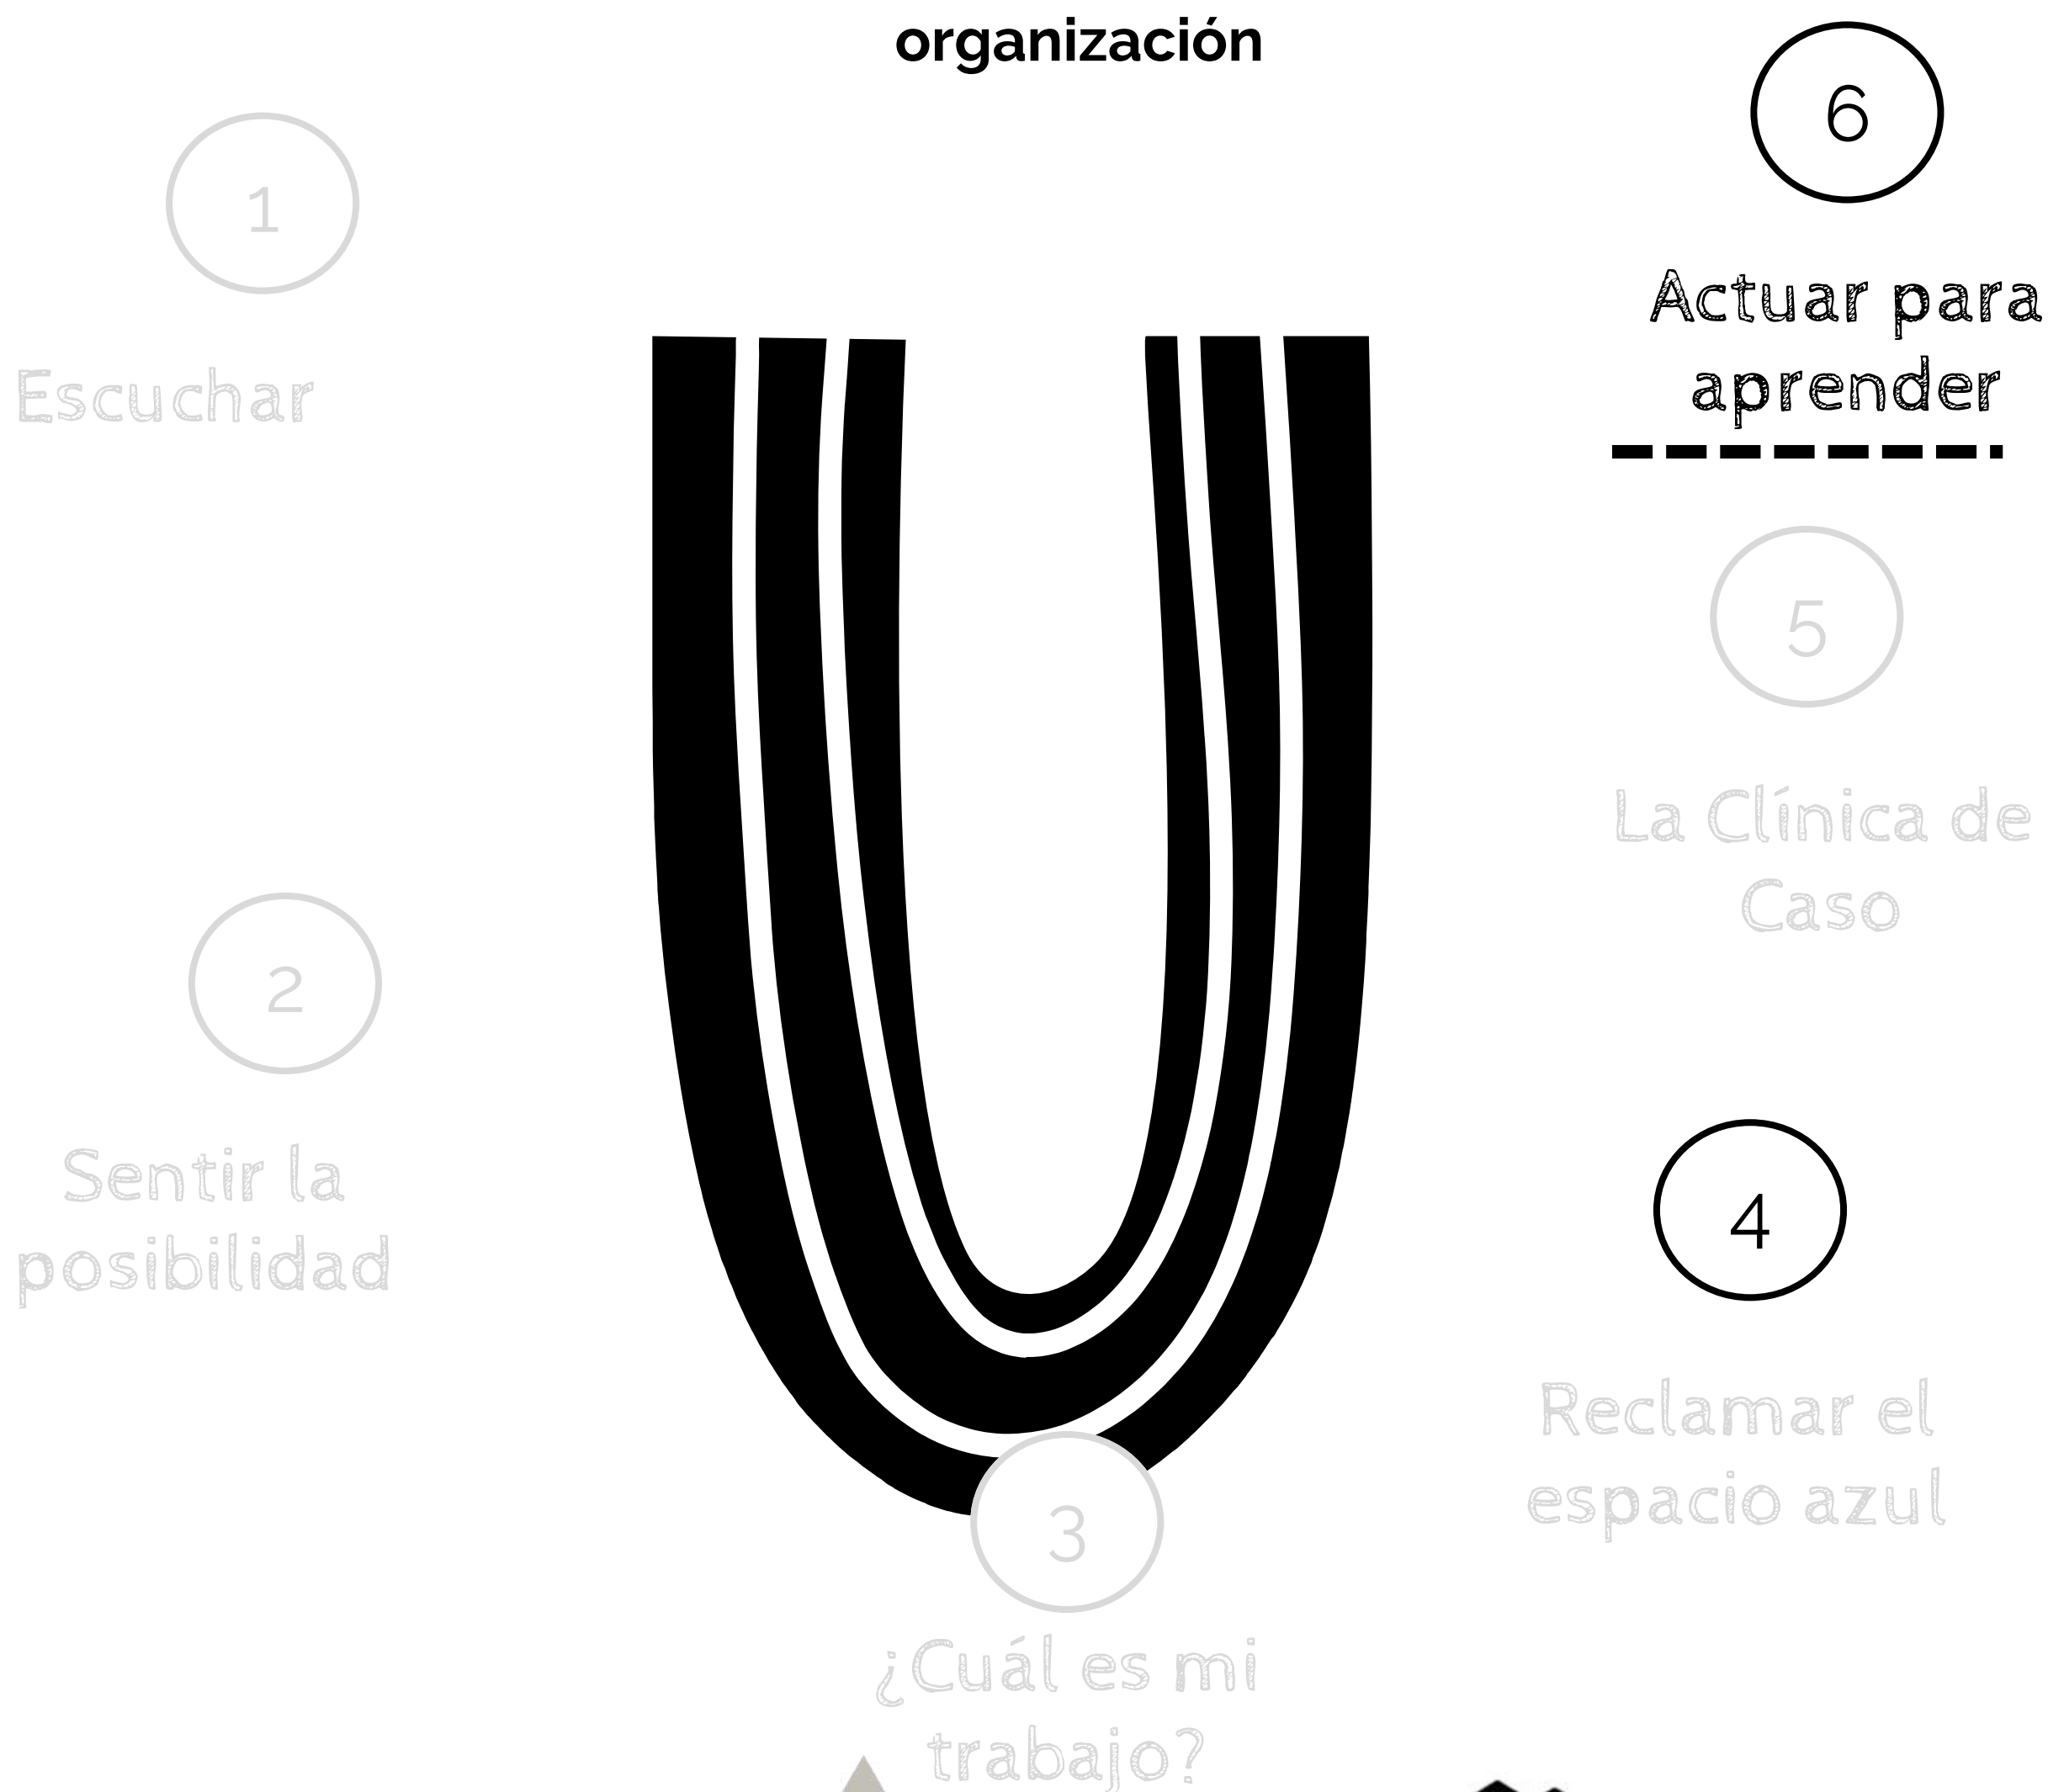 organización
1
Escuchar
2
Sentir la
posibilidad
3
¿Cuál es mi
trabajo?
4
Reclamar el
espacio azul
5
La Clínica de
Caso
6
Actuar para
aprender